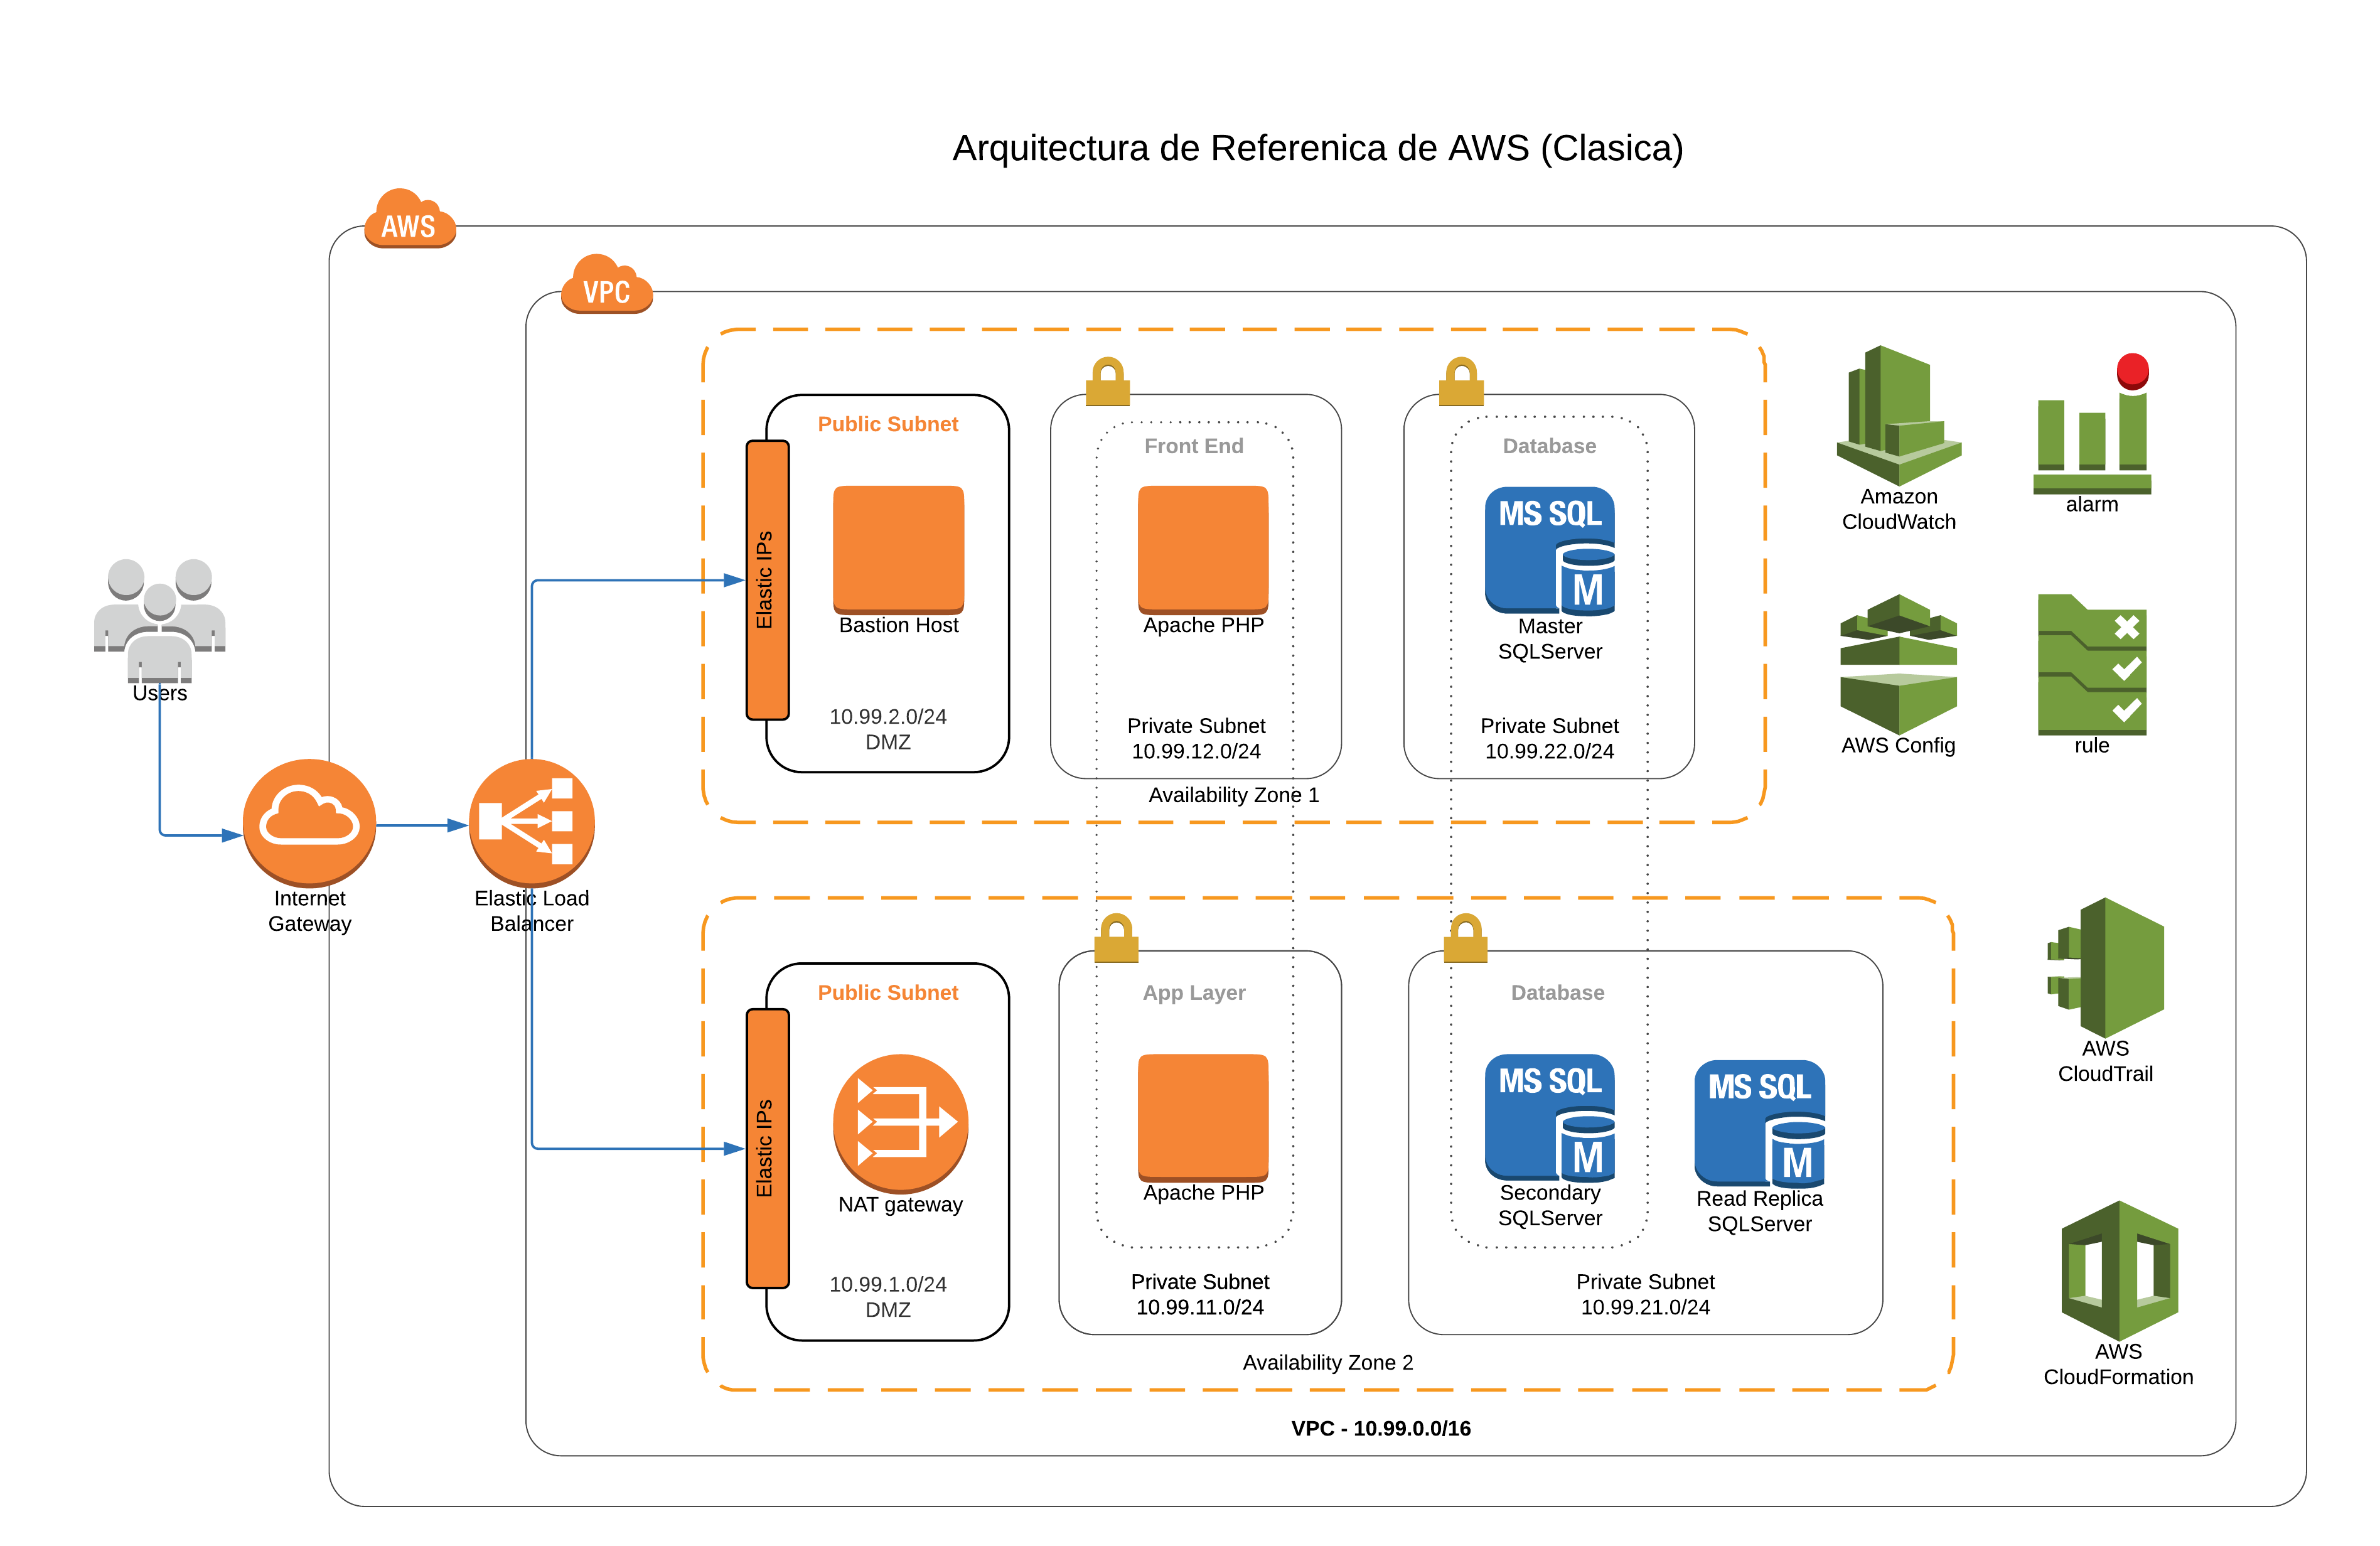 Arquitectura de Referenica de AWS (Clasica)
AWS
VPC
Users
Internet
Gateway
Elastic Load
Balancer
Public Subnet
Elastic IPs
Bastion Host
10.99.2.0/24
DMZ
Front End
Apache PHP
Private Subnet
10.99.12.0/24
Database
MS SQL
M
Master
SQLServer
Private Subnet
10.99.22.0/24
Availability Zone 1
Amazon
CloudWatch
alarm
AWS Config
rule
Public Subnet
Elastic IPs
NAT gateway
10.99.1.0/24
DMZ
App Layer
Apache PHP
Private Subnet
10.99.11.0/24
Database
MS SQL
M
Secondary
SQLServer
MS SQL
M
Read Replica
SQLServer
Private Subnet
10.99.21.0/24
Availability Zone 2
AWS
CloudTrail
AWS
CloudFormation
VPC - 10.99.0.0/16